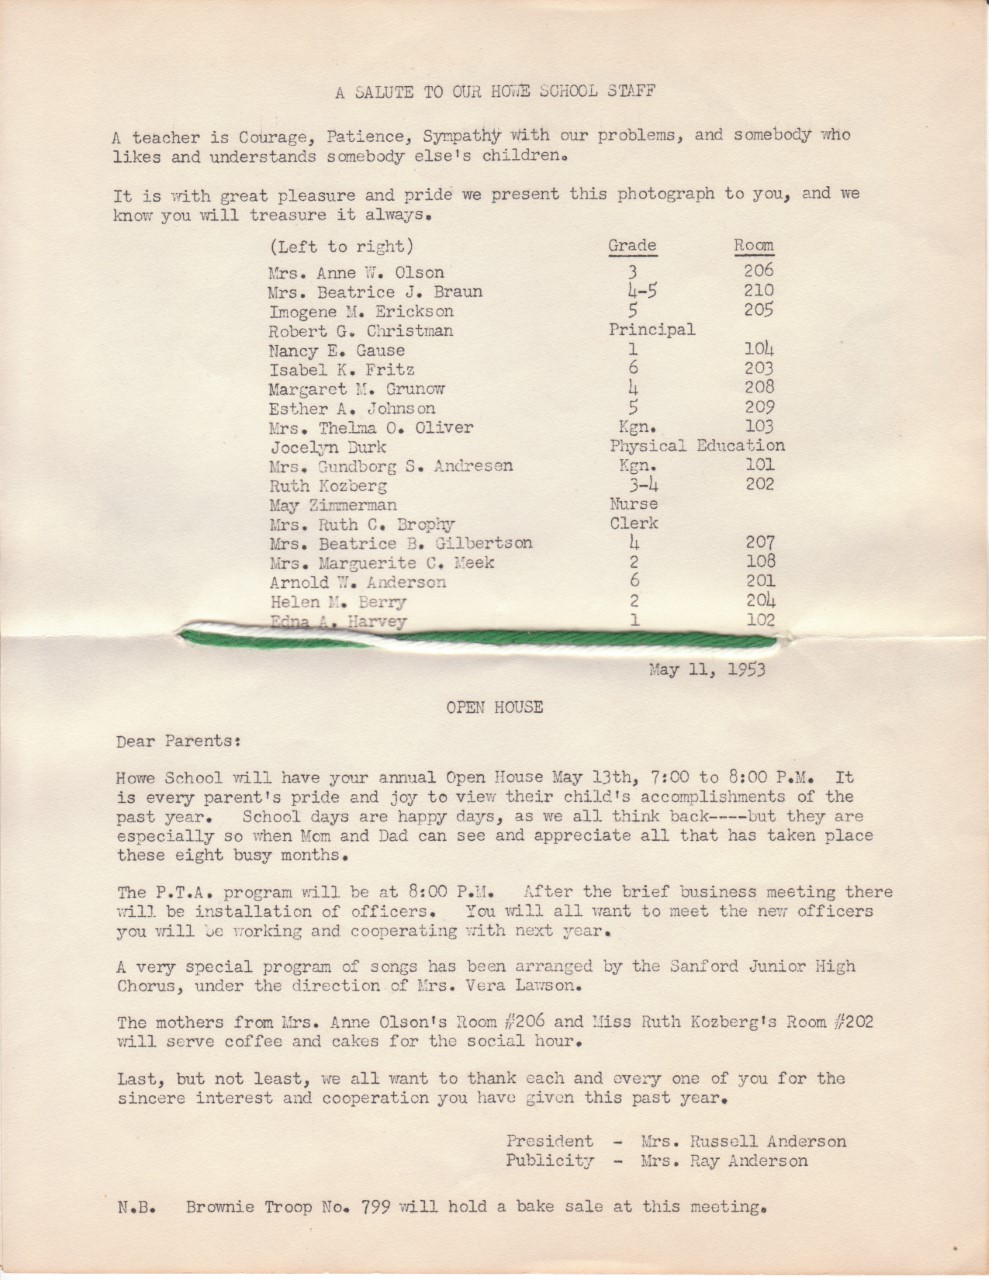 A SALUTE TO OUR HOWE SCHOOL STAFF
A teacher is Courage, Patience, Sympathy with our problems, and somebody who
likes and understands somebody else's children.
It is with great pleasure and pride we present this photograph to you, and we
know you will treasure it always.
(Left to right) Grade Room
Mrs. Anne W. Olson 3 206
Mrs. Beatrice J. Braun 4-5 210
Imogene M. Erickson 5 205
Robert G. Christman Principal
Nancy E. Gause 1 104
Isabel K. Fritz 6 203
Margaret M. Grunow 4 208
Esther A. Johnson 5 209
Mrs. Thelma O. Oliver Kgn. 103
Jocelyn Durk Physical Education
Mrs. Gundborg S. Andresen Kgn. 101
Ruth Kozberg 3-4 202
May Zimmerman Nurse
Mrs. Ruth C. Brophy Clerk
Mrs. Beatrice B. Gilbertson 4 207
Mrs. Marguerite C. Meek 2 108
Arnold W. Anderson 6 201
Helen M. Berry 2 204
Edna A. Harvey 1 102
May 11, 1953
OPEN HOUSE
Dear Parents:
Howe School will have your annual Open House May 13th, 7:00 to 8:00 P.M. It
is every parent's pride and joy to view their child's accomplishments of the
past year. School days are happy days, as we all think back----but they are
especially so when Mom and Dad can see and appreciate all that has taken place
these eight busy months.
The P.T.A. program will be at 8:00 P.M. After the brief business meeting there
will be installation of officers. You will all want to meet the new officers
you will be working and cooperating with next year.
A very special program of songs has been arranged by the Sanford Junior High
Chorus, under the direction of Mrs. Vera Lawson.
The mothers from Mrs. Anne Olson's Room #206 and Miss Ruth Kozberg's Room #202
will serve coffee and cakes for the social hour.
Last, but not least, we all want to thank each and every one of you for the
sincere interest and cooperation you have given this past year.
President - Mrs. Russell Anderson
Publicity - Mrs. Ray Anderson
N.B. Brownie Troop No. 799 will hold a bake sale at this meeting.